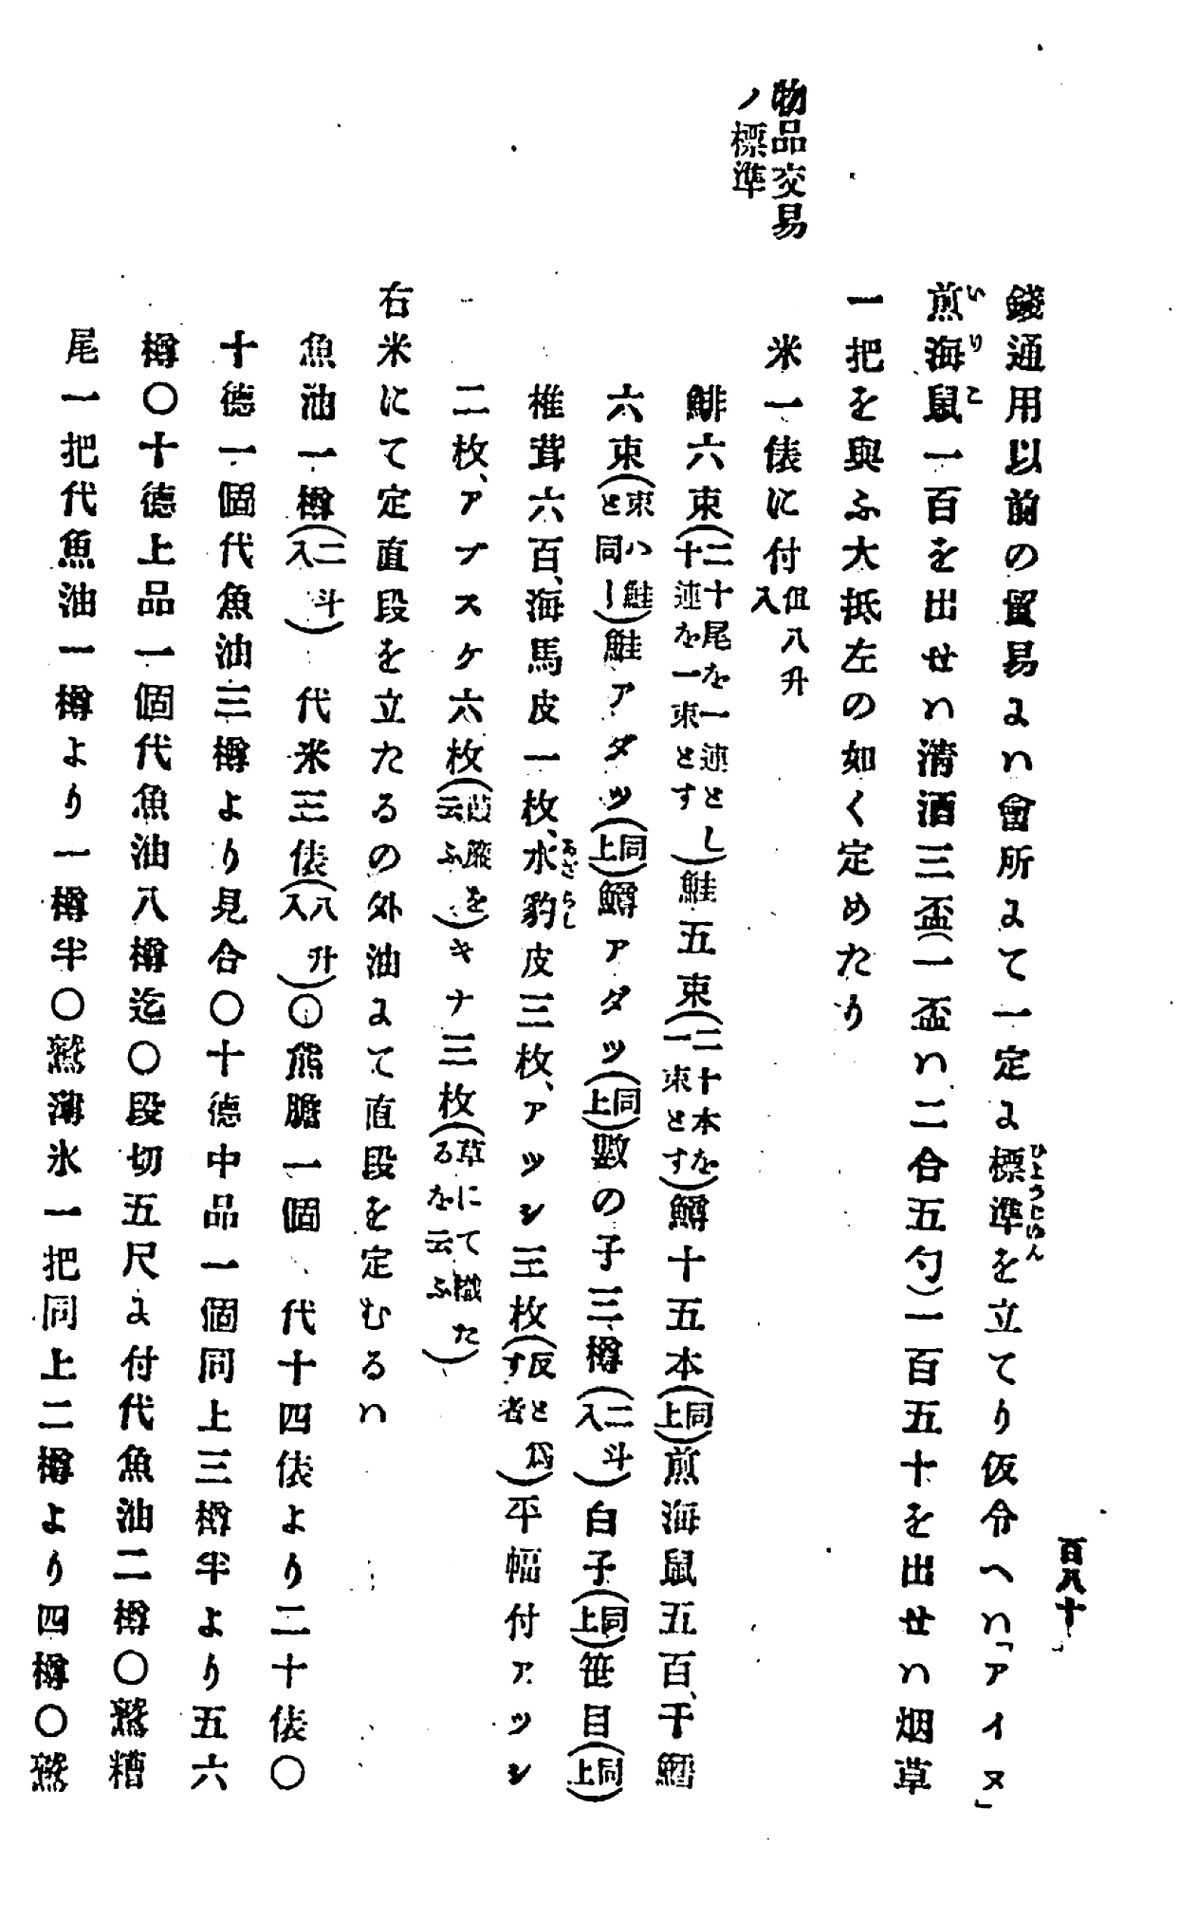 百八十
物品交易
ノ標準
錢通用以前の貿易よハ會所よて一定よ標準を立てり仮令へハ「アイヌ」
煎海鼠一百を出せハ清酒三盃(一盃ハ二合五勺)一百五十を出せハ烟草
一把を與ふ大抵左の如く定めたり
米一俵に付但八升入
鯡六束(二十尾を一連とし十連を一束とす)鮭五束(二十本を一束とす)鱒十五本(同上)煎海鼠五百、干鱈
六束(束ハ鮭と同し)鮭アダツ(同上)鱒アダツ(同上)數の子三樽(二斗入)白子(同上)笹目(同上)
椎茸六百、海馬皮一枚、水豹皮三枚、アツシ三枚(反と爲す者)平幅付アツシ
二枚、アブスケ六枚(葭簾を云ふ)キナ三枚(草にて織たるを云ふ)
右米にて定直段を立たるの外油よて直段を定むるハ
魚油一樽(二斗入)代米三俵(八升入)〇熊膽一個、代十四俵より二十俵〇
十徳一個代魚油三樽より見合〇十徳中品一個同上三樽半より五六
樽〇十徳上品一個代魚油八樽迄〇段切五尺よ付代魚油二樽〇鷲糟
尾一把代魚油一樽より一樽半〇鷲薄氷一把同上二樽より四樽〇鷲